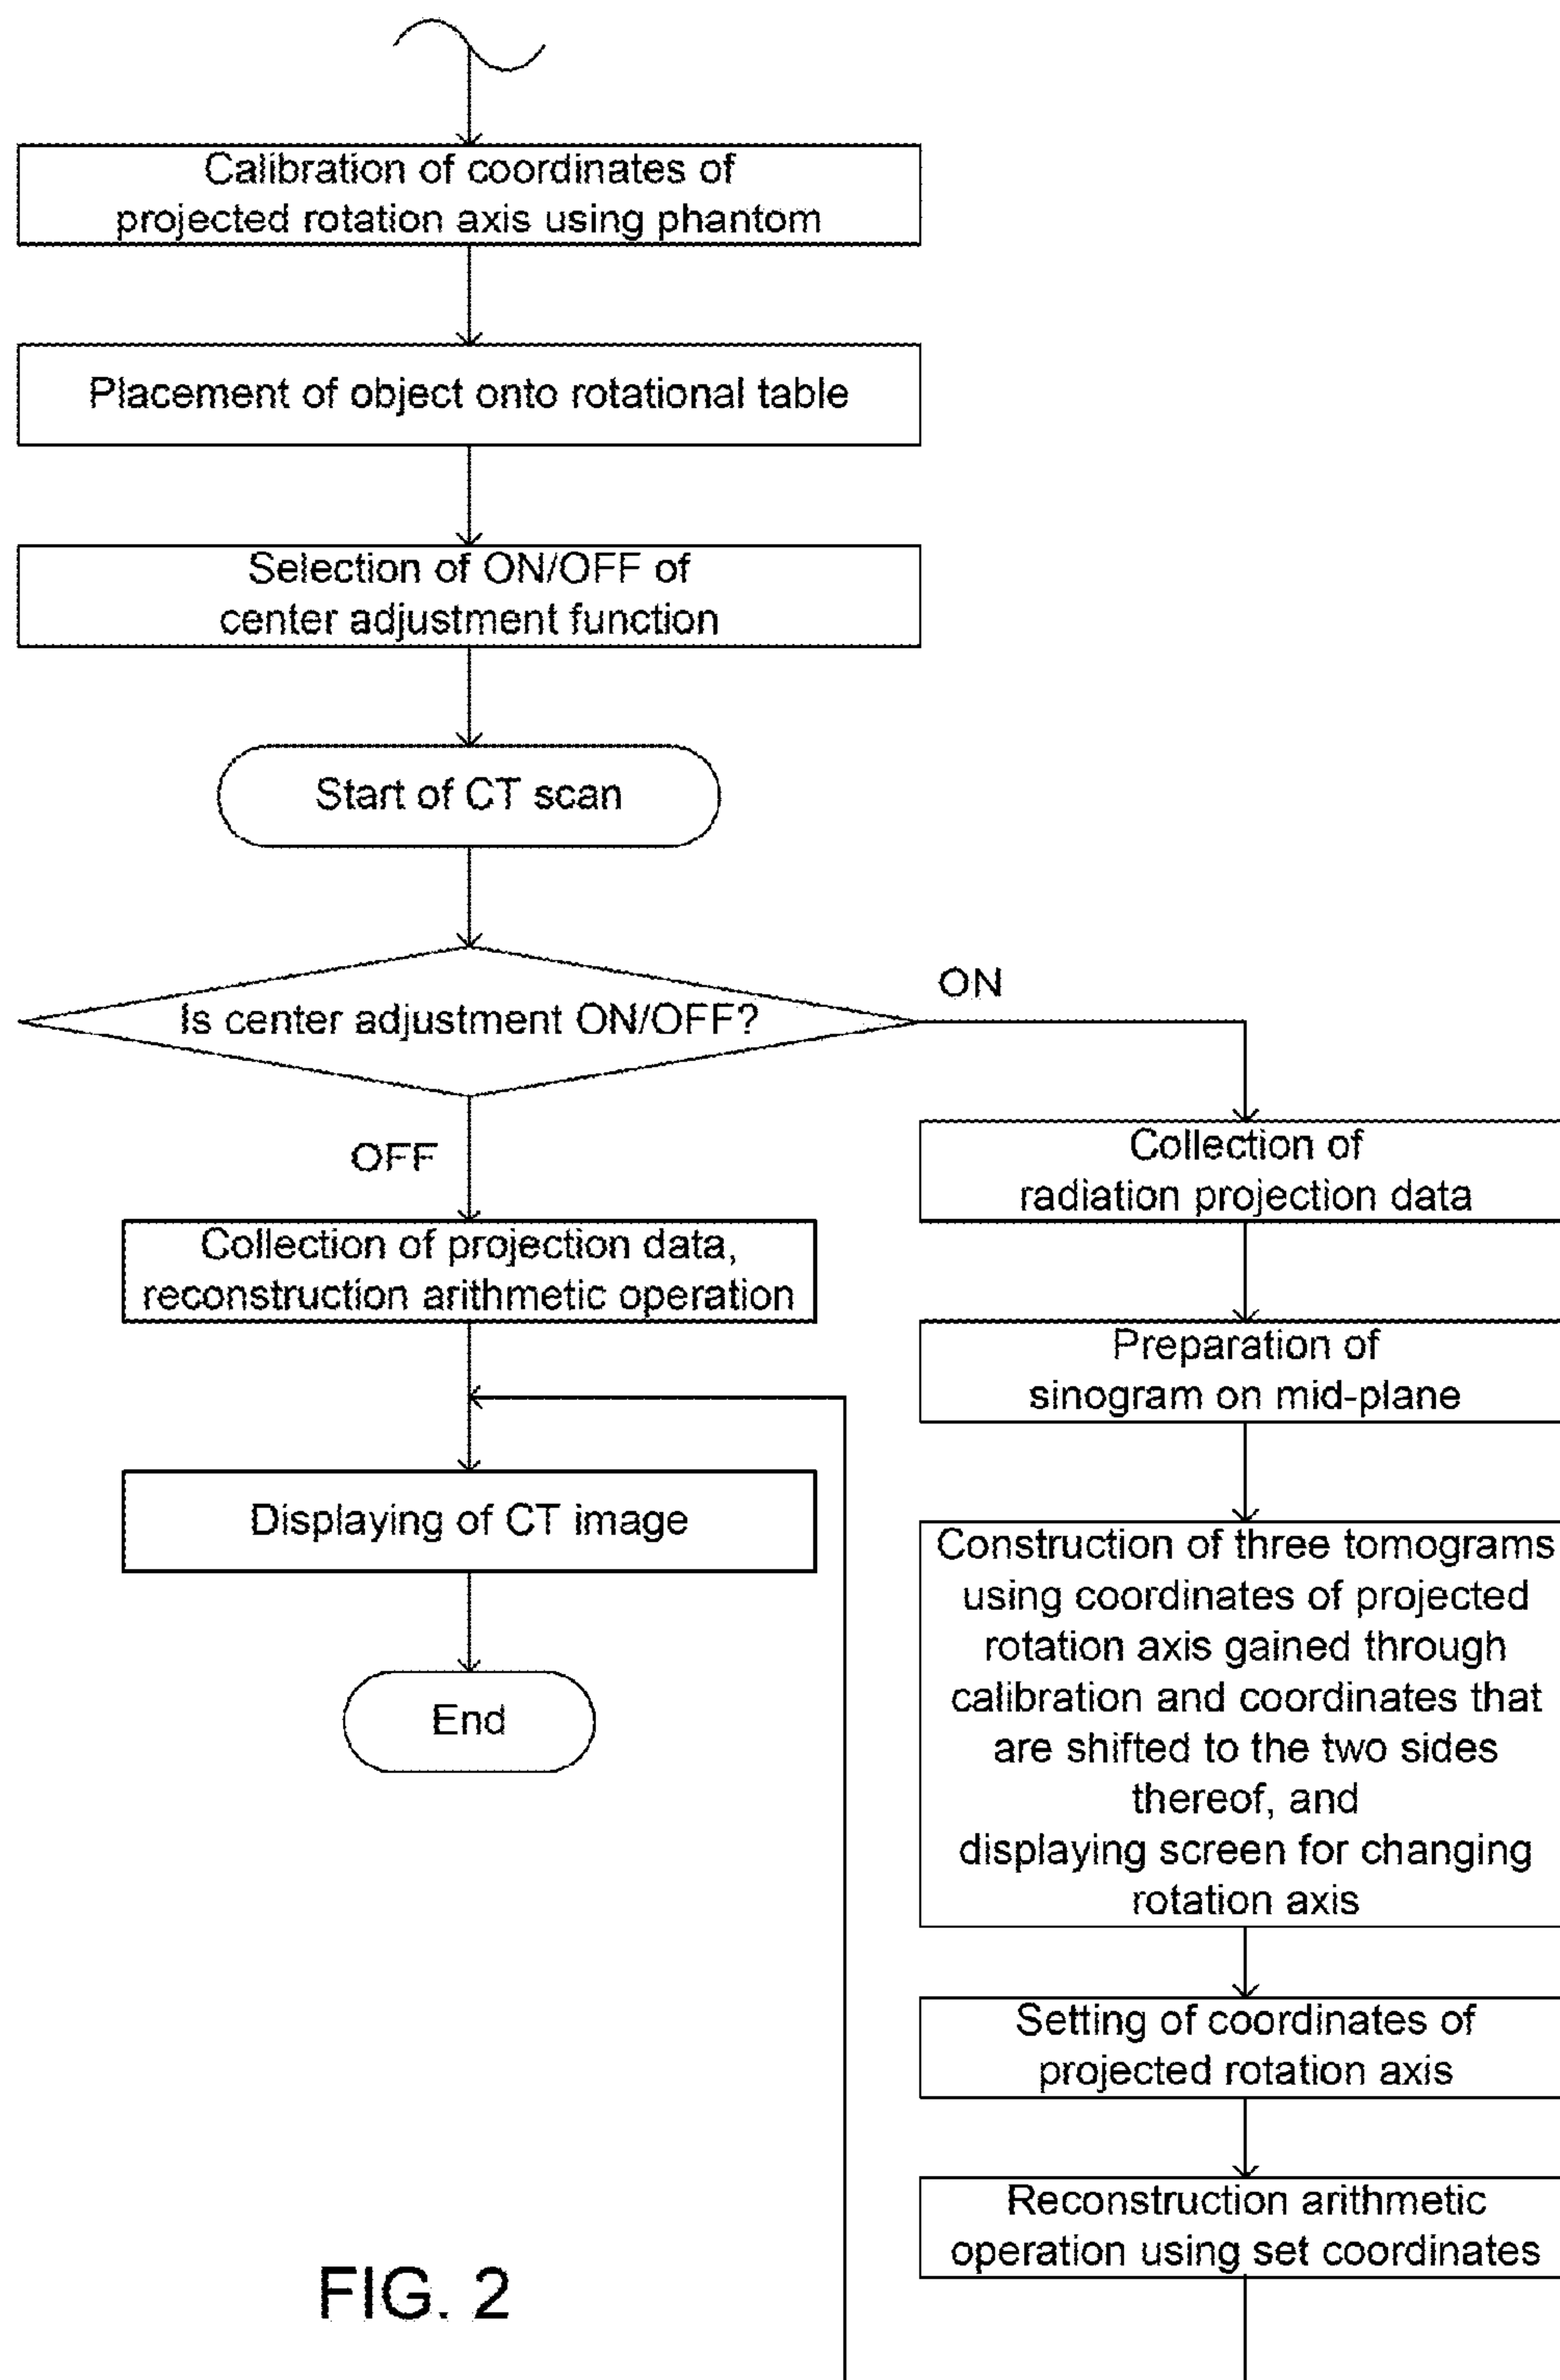 Calibration of coordinates of
projected rotation axis using phantom
Placement of object onto rotational table
Selection of ON/OFF of
center adjustment function
Start of CT scan
Is center adjustment ON/OFF?
ON
OFF
Collection of projection data,
reconstruction arithmetic operation
Displaying of CT image
End
Collection of
radiation projection data
Preparation of
sinogram on mid-plane
Construction of three tomograms
using coordinates of projected
rotation axis gained through
calibration and coordinates that
are shifted to the two sides
thereof, and
displaying screen for changing
rotation axis
Setting of coordinates of
projected rotation axis
Reconstruction arithmetic
operation using set coordinates
FIG. 2